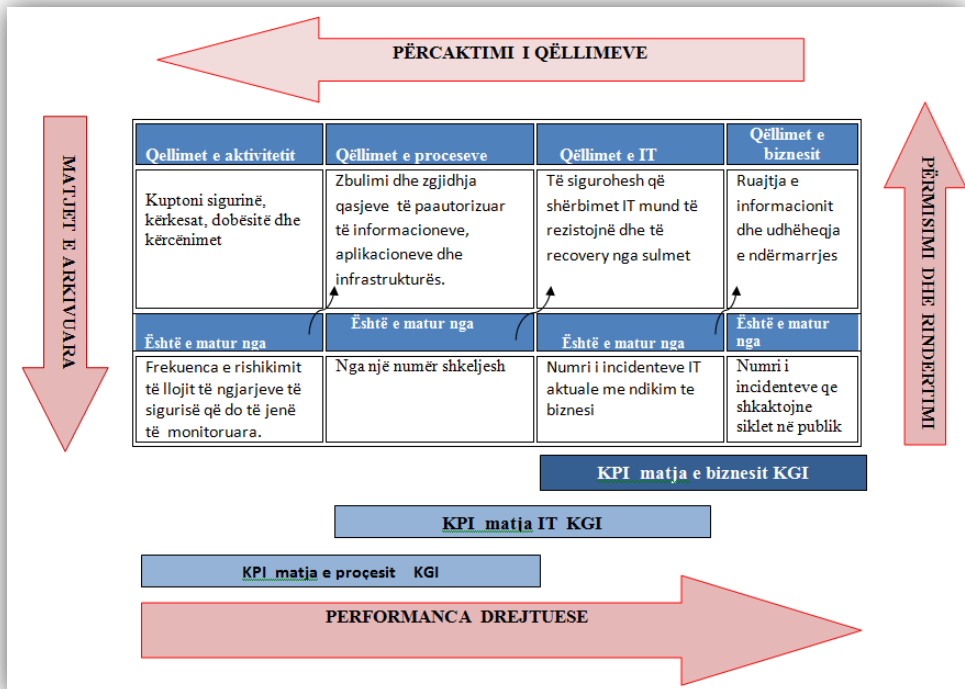 PËRCAKTIMI I QËLLIMEVE
MATJET E ARKIVUARA
Qellimet e aktivitetit
Qëllimet e proceseve
Qëllimet e IT
Qëllimet e
biznesit
Kuptoni sigurinë,
kërkesat, dobësitë dhe
kërcënimet
Zbulimi dhe zgjidhja
qasjeve të paautorizuar
të informacioneve,
aplikacioneve dhe
infrastrukturës.
Të sigurohesh që
shërbimet IT mund të
rezistojnë dhe të
recovery nga sulmet
Ruajtja e
informacionit
dhe udhëheqja
e ndërmarrjes
Është e matur nga
Është e matur nga
Është e matur nga
Është e matur
nga
Frekuenca e rishikimit
të llojit të ngjarjeve të
sigurisë që do të jenë
të monitoruara.
Nga një numër shkeljesh
Numri i incidenteve IT
aktuale me ndikim te
biznesi
Numri i
incidenteve qe
shkaktojne
siklet në publik
PËRMISIMI DHE RINDERTIMI
KPI matja e biznesit KGI
KPI matja IT KGI
KPI matja e proçesit KGI
PERFORMANCA DREJTUESE